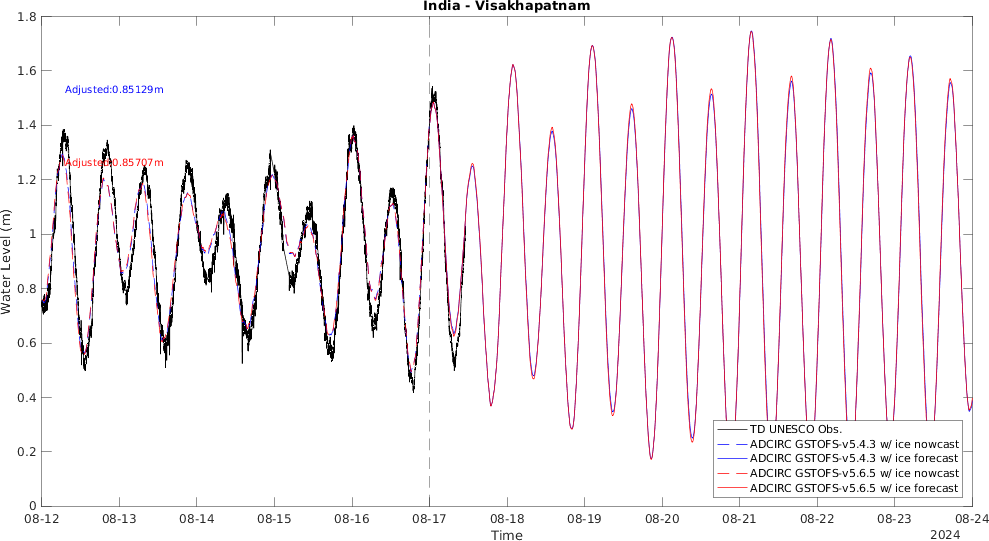 India - Visakhapatnam
1.8
1.6
1.4
1.2
1
0.8
0.6
0.4
0.2
0
Water Level (m)
Adjusted:0.85129m
Adjusted:0.85707m
TD UNESCO Obs.
ADCIRC GSTOFS-v5.4.3 w/ ice nowcast
ADCIRC GSTOFS-v5.4.3 w/ ice forecast
ADCIRC GSTOFS-v5.6.5 w/ ice nowcast
ADCIRC GSTOFS-v5.6.5 w/ ice forecast
08-12 08-13 08-14 08-15 08-16 08-17 08-18 08-19 08-20 08-21 08-22 08-23 08-24
Time
2024